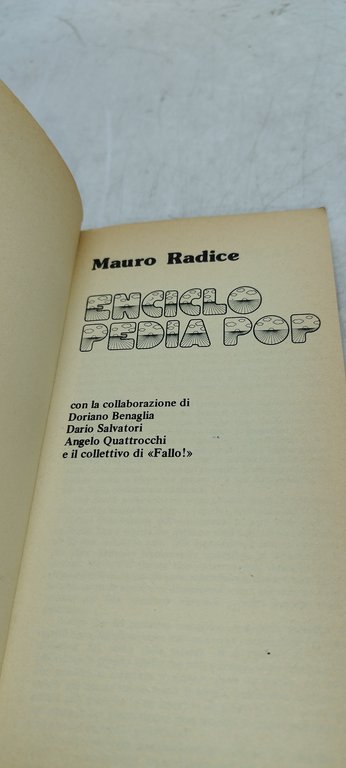 Mauro Radice
ENCICLO
PEDIA POP
con la collaborazione di
Doriano Benaglia
Dario Salvatori
Angelo Quattrocchi
e il collettivo di «Fallo!»